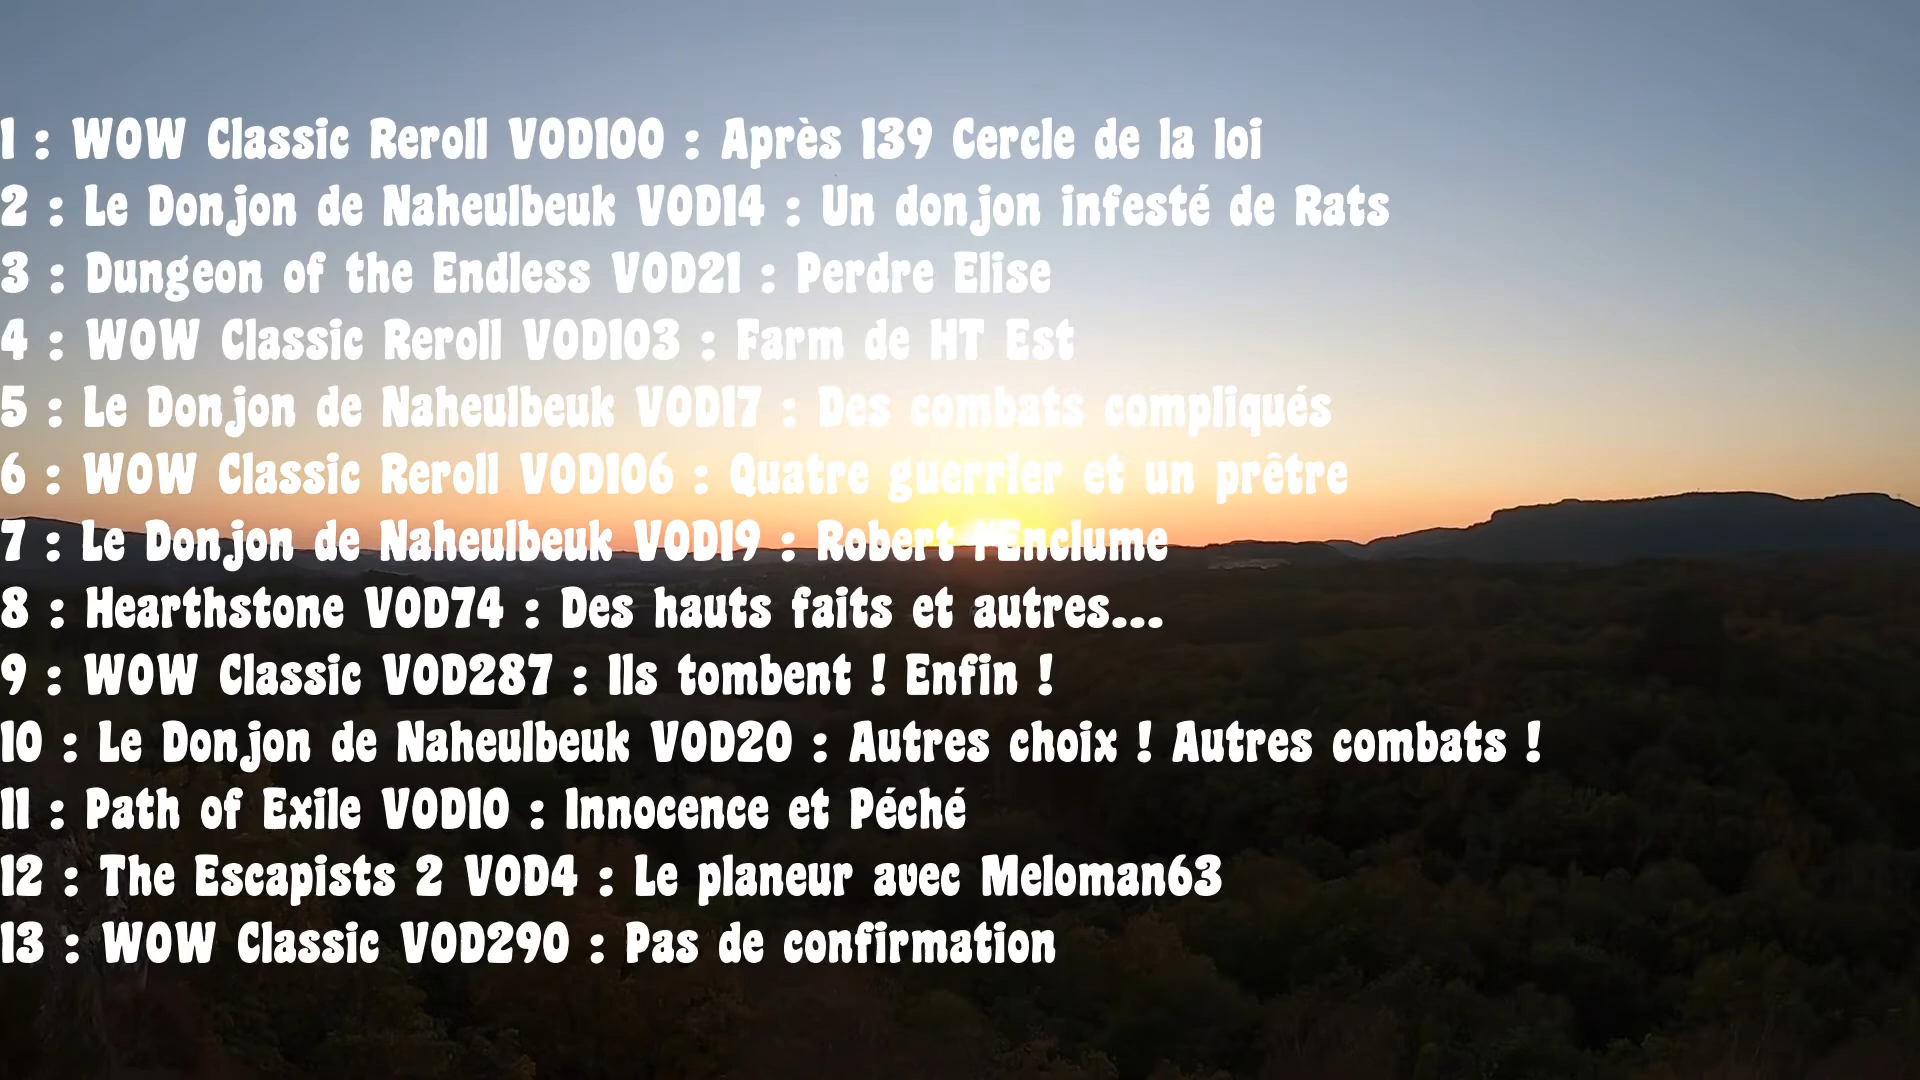 1 : WOW Classic Reroll VOD100 : Après 139 Cercle de la loi
2 : Le Donjon de Naheulbeuk VOD14 : Un donjon infesté de Rats
3 : Dungeon of the Endless VOD21 : Perdre Elise
4 : WOW Classic Reroll VOD103 : Farm de HT Est
5 : Le Donjon de Naheulbeuk VOD17 : Des combats compliqués
6 : WOW Classic Reroll VOD106 : Quatre guerrier et un prêtre
7 : Le Donjon de Naheulbeuk VOD19 : Robert l'Enclume
8 : Hearthstone VOD74 : Des hauts faits et autres...
9 : WOW Classic VOD287 : Ils tombent ! Enfin !
10 : Le Donjon de Naheulbeuk VOD20 : Autres choix ! Autres combats !
11 : Path of Exile VOD10 : Innocence et Péché
12 : The Escapists 2 VOD4 : Le planeur avec Meloman63
13 : WOW Classic VOD290 : Pas de confirmation